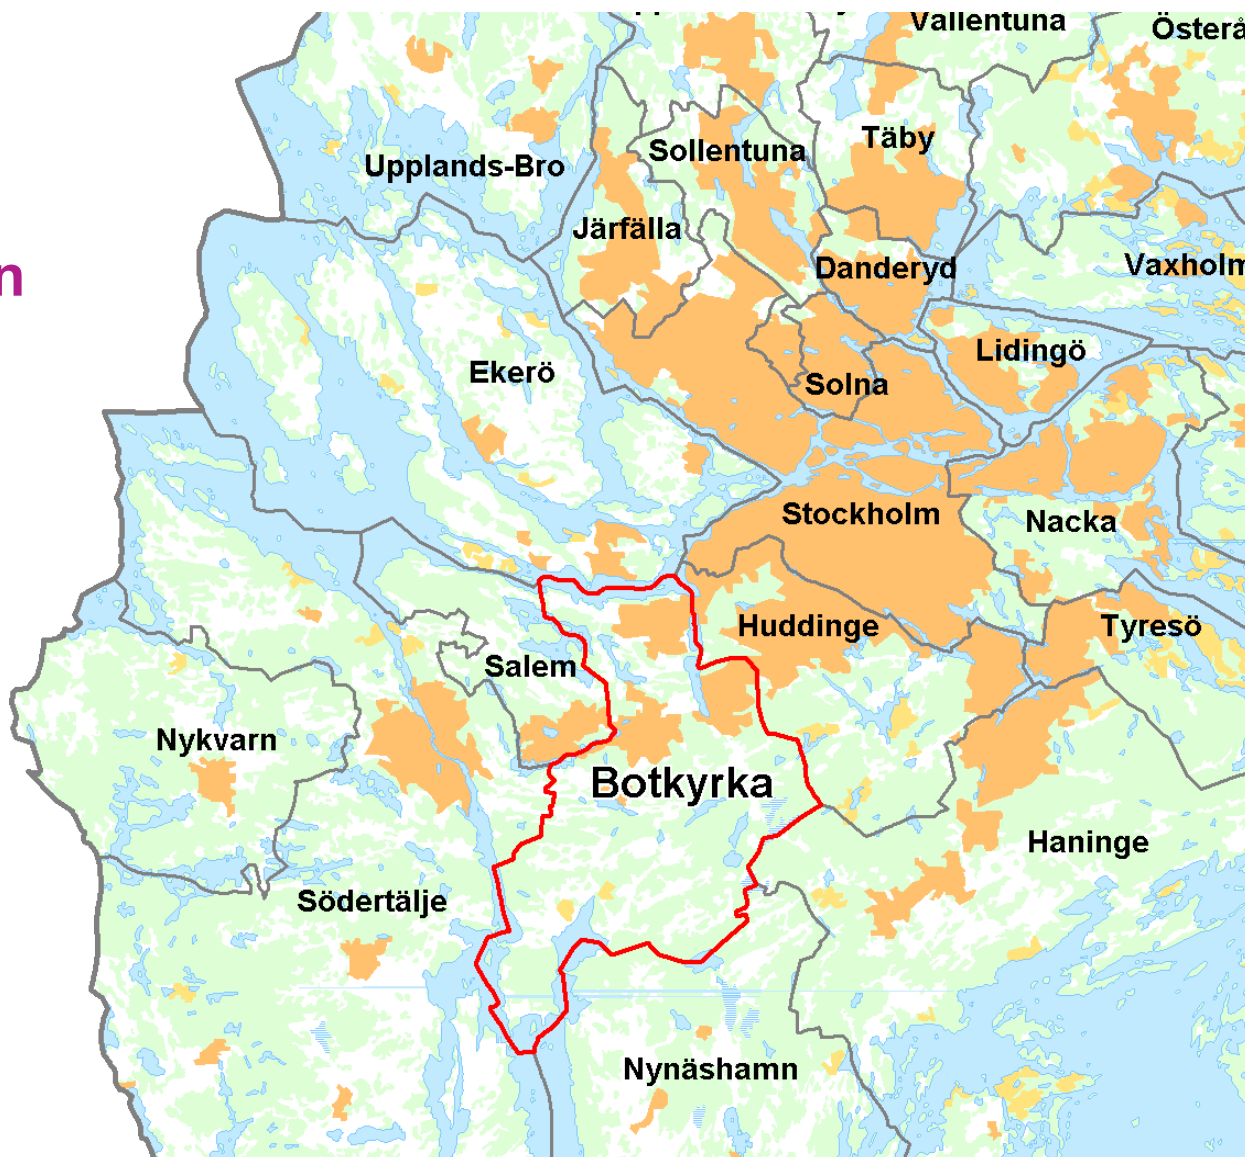 Vallentuna
Österå
Täby
Sollentuna
Upplands-Bro
Järfälla
Danderyd
Vaxholm
n
Lidingö
Ekerö
Solna
Stockholm
Nacka
Huddinge
Tyresö
Salem
Nykvarn
Botkyrka
Haninge
Södertälje
Nynäshamn